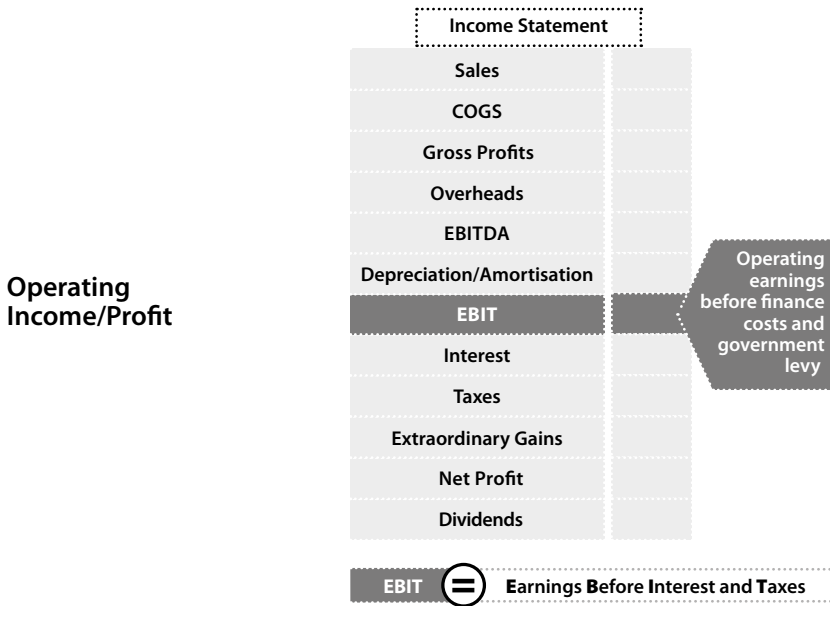 Income Statement
Sales
COGS
Gross Profits
Overheads
EBITDA
Depreciation/Amortisation
EBIT
Interest
Taxes
Extraordinary Gains
Net Profit
Dividends
Operating
Income/Profit
Operating
earnings
before finance
costs and
government
levy
EBIT = Earnings Before Interest and Taxes